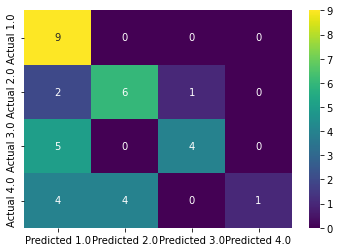 Actual 1.0 9 0 0 0
Actual 2.0 2 6 1 0
Actual 3.0 5 0 4 0
Actual 4.0 4 4 0 1
Predicted 1.0 Predicted 2.0 Predicted 3.0 Predicted 4.0
9
8
7
6
5
4
3
2
1
0